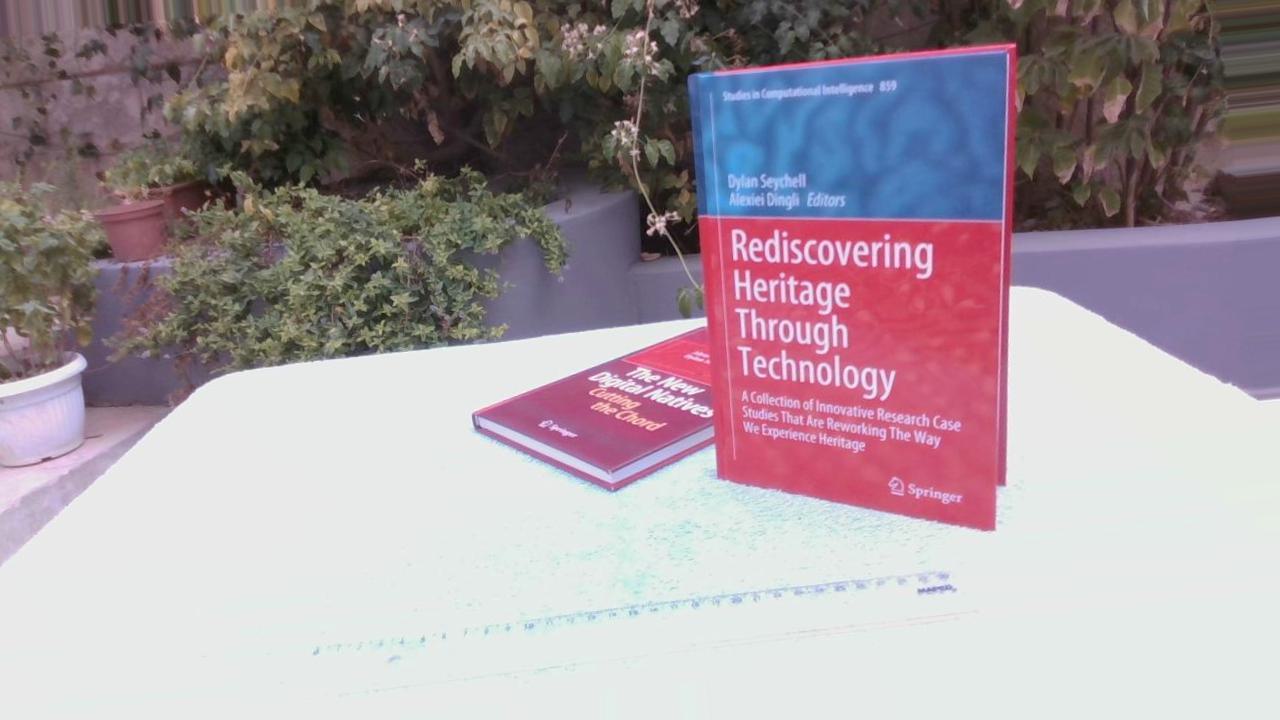 Studies in Computational Intelligence 859
Dylan Seychell
Alexiei Dingli Editors
Rediscovering
Heritage
Through
Technology
A Collection of Innovative Research Case
Studies That Are Reworking The Way
We Experience Heritage
Springer
The New
Digital Natives
Cutting
the Chord
Springer